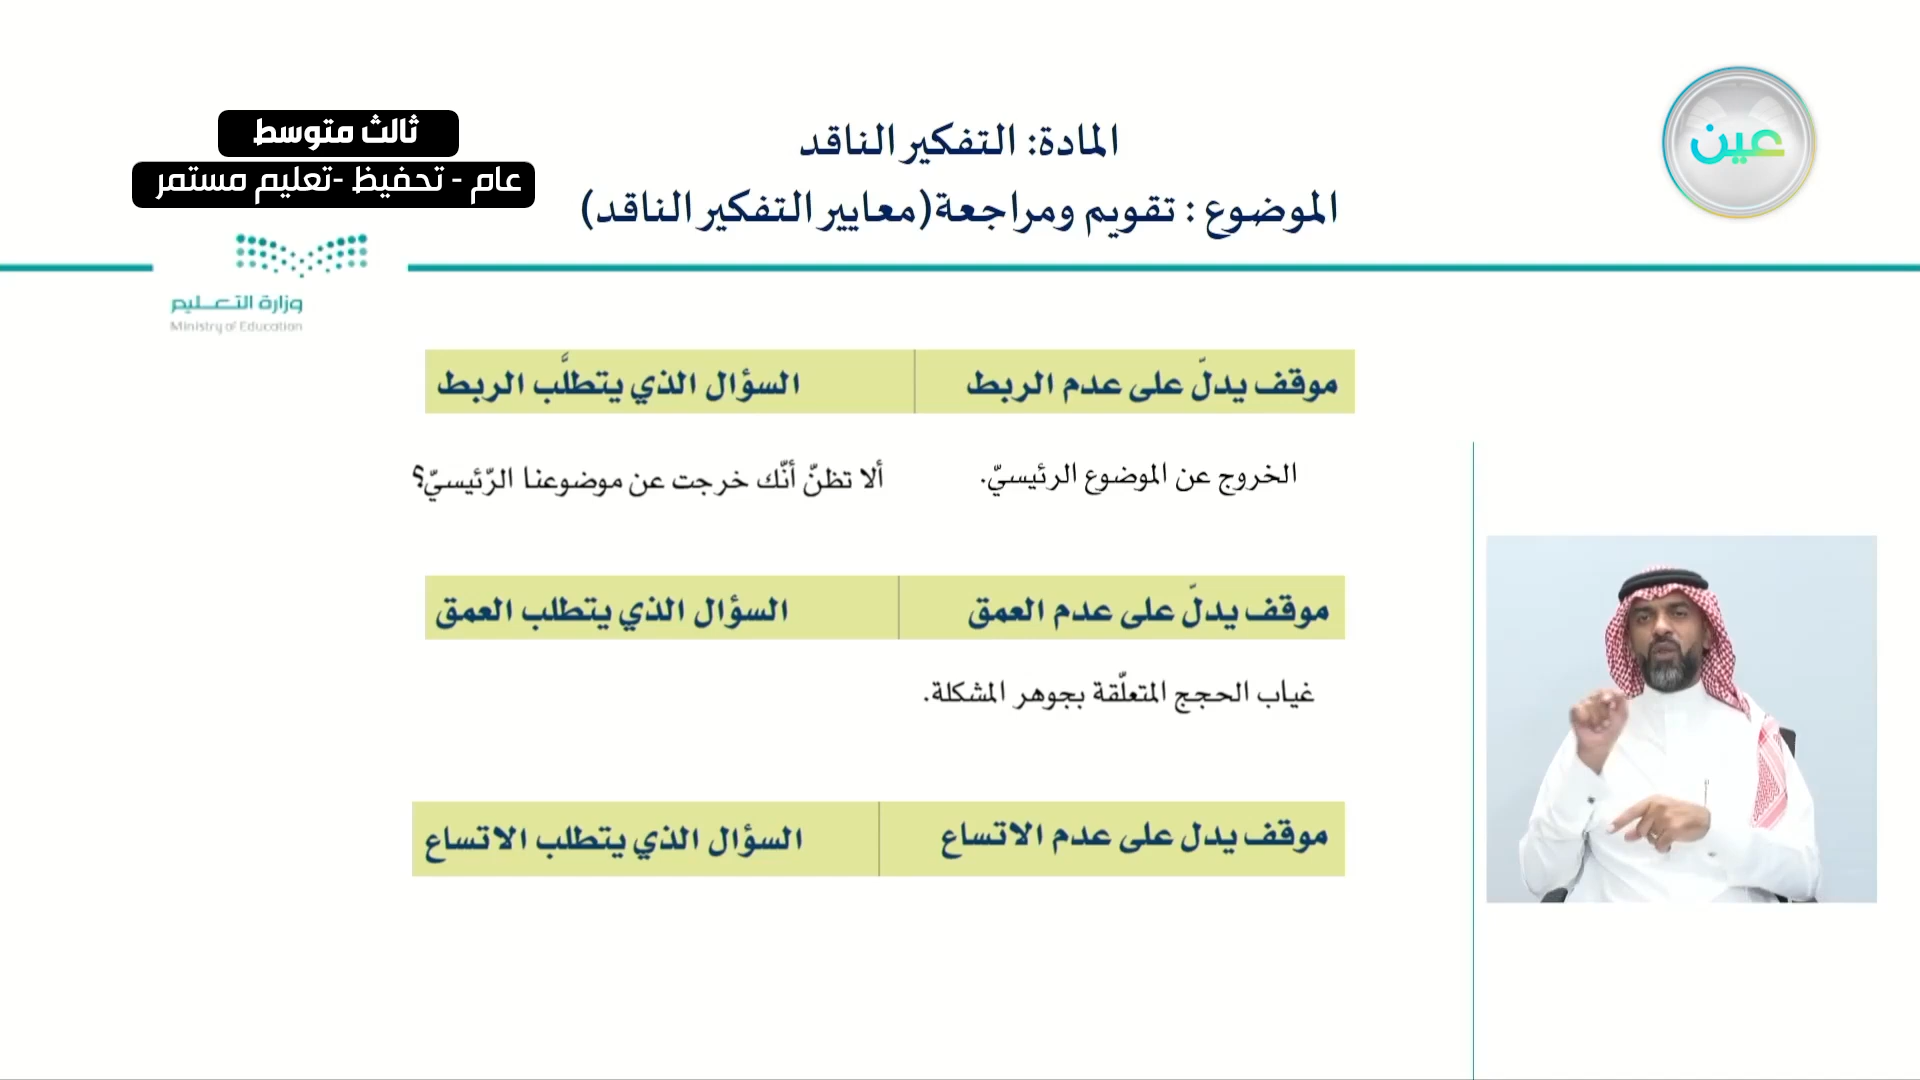 عين
المادة: التفكير الناقد
الموضوع : تقويم ومراجعة(معايير التفكير الناقد)
ثالث متوسط
عام - تحفيظ -تعليم مستمر
وزارة التعليم
Ministry of Education
موقف يدلّ على عدم الربط السؤال الذي يتطلَّب الربط
الخروج عن الموضوع الرئيسيّ. ألا تظنّ أنّك خرجت عن موضوعنا الرّئيسيّ؟
موقف يدلّ على عدم العمق السؤال الذي يتطلب العمق
غياب الحجج المتعلّقة بجوهر المشكلة.
موقف يدل على عدم الاتساع السؤال الذي يتطلب الاتساع